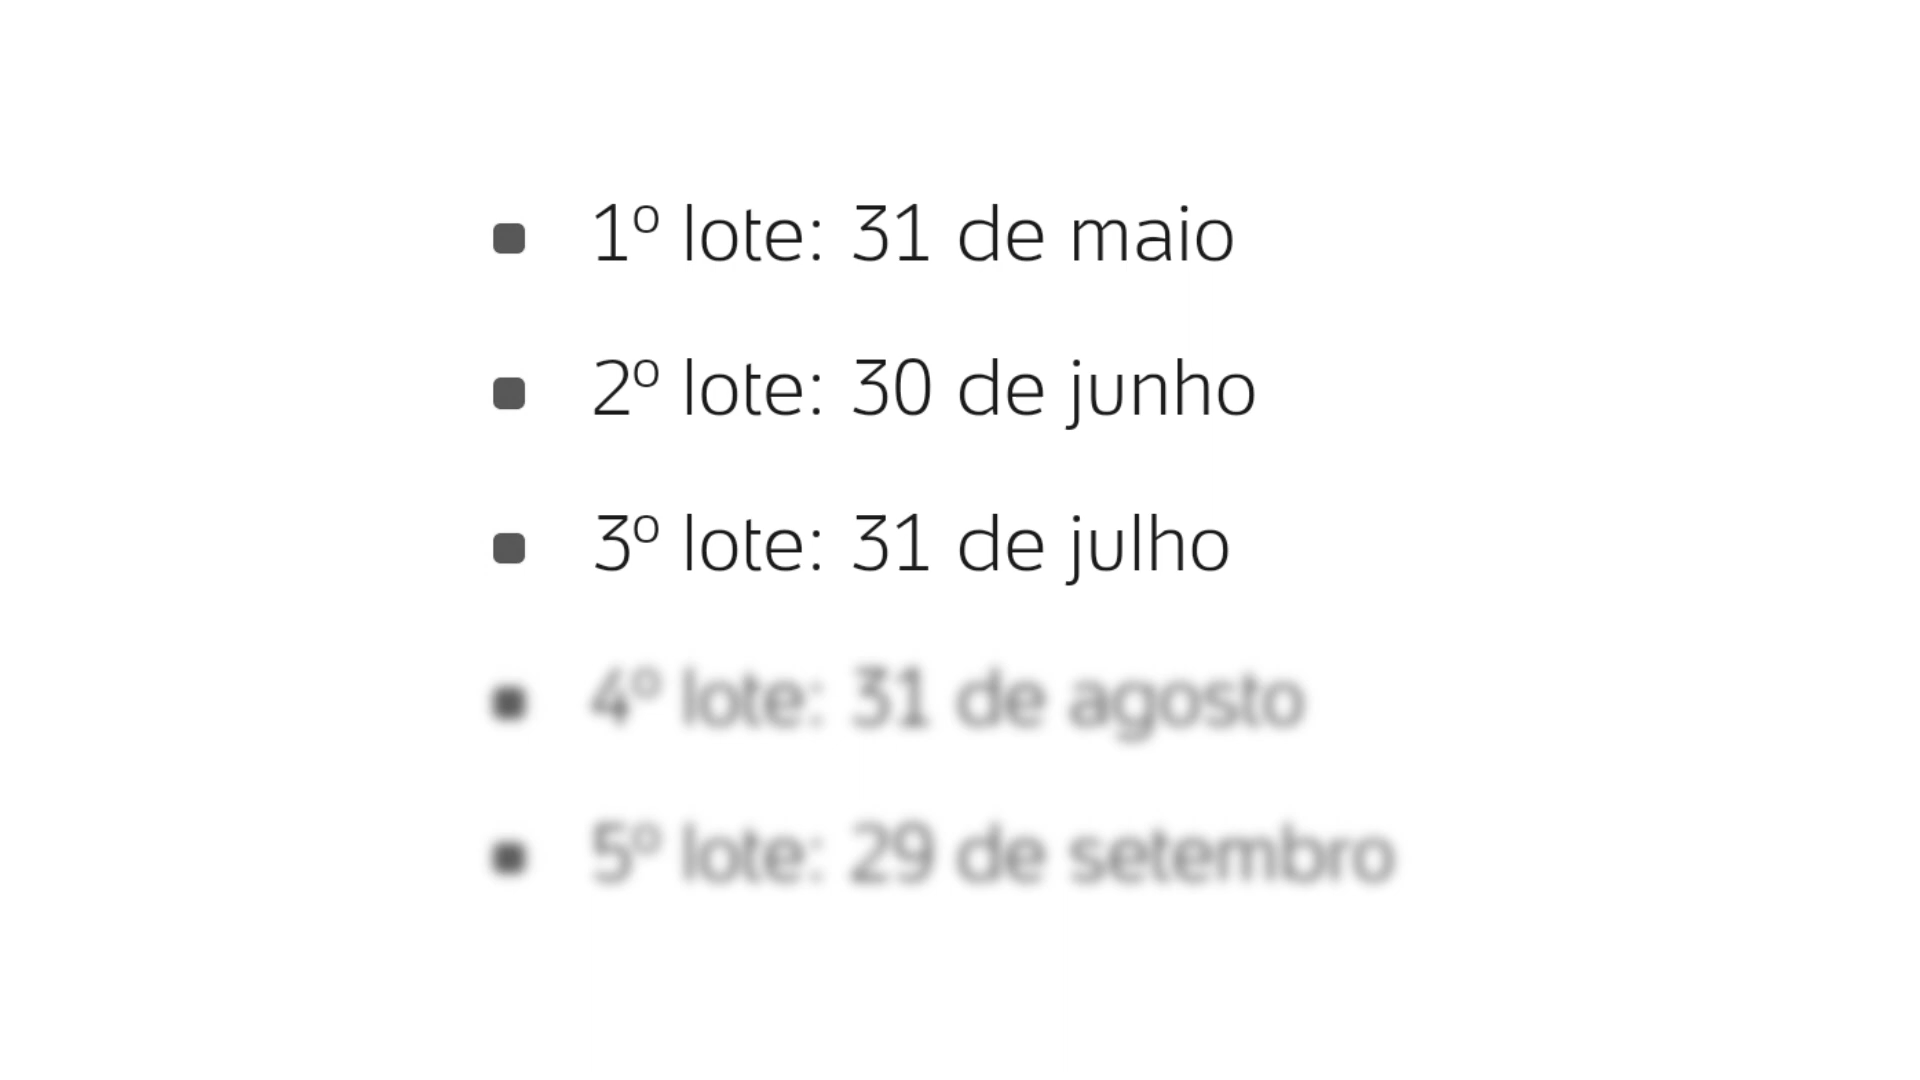 1º lote: 31 de maio
2º lote: 30 de junho
3º lote: 31 de julho
4º lote: 31 de agosto
5º lote: 29 de setembro